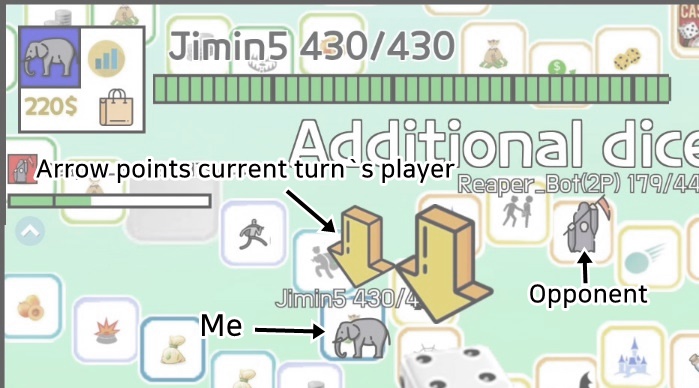 Jimin5 430/430
220$
Additional dice
Arrow points current turn`s player
Reaper_Bot(2P) 179/44
Jimin5 430/4
Opponent
Me